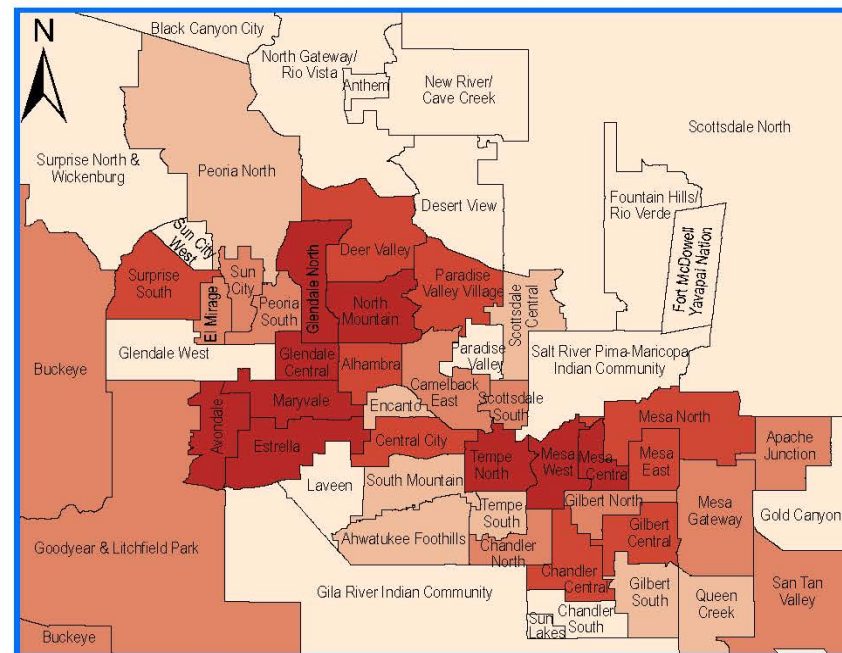 N
Black Canyon City
North Gateway/
Rio Vista
Anthem
New River/
Cave Creek
Scottsdale North
Surprise North &
Wickenburg
Peoria North
Desert View
Fountain Hills/
Rio Verde
Fort McDowell
Yavapai Nation
Sun City
West
Surprise
South
El Mirage
Sun
City
Peoria
South
Glendale North
Deer Valley
North
Mountain
Paradise
Valley Village
Scottsdale
Central
Buckeye
Glendale West
Glendale
Central
Alhambra
Paradise
Valley
Salt River Pima-Maricopa
Indian Community
Camelback
East
Scottsdale
South
Avondale
Maryvale
Encanto
Estrella
Central City
Tempe
North
Mesa
West
Mesa
Central
Mesa North
Mesa
East
Apache
Junction
Laveen
South Mountain
Tempe
South
Gilbert North
Mesa
Gateway
Gold Canyon
Goodyear & Litchfield Park
Ahwatukee Foothills
Chandler
North
Gilbert
Central
Chandler
Central
Gilbert
South
Queen
Creek
San Tan
Valley
Gila River Indian Community
Sun
Lakes
Chandler
South
Buckeye